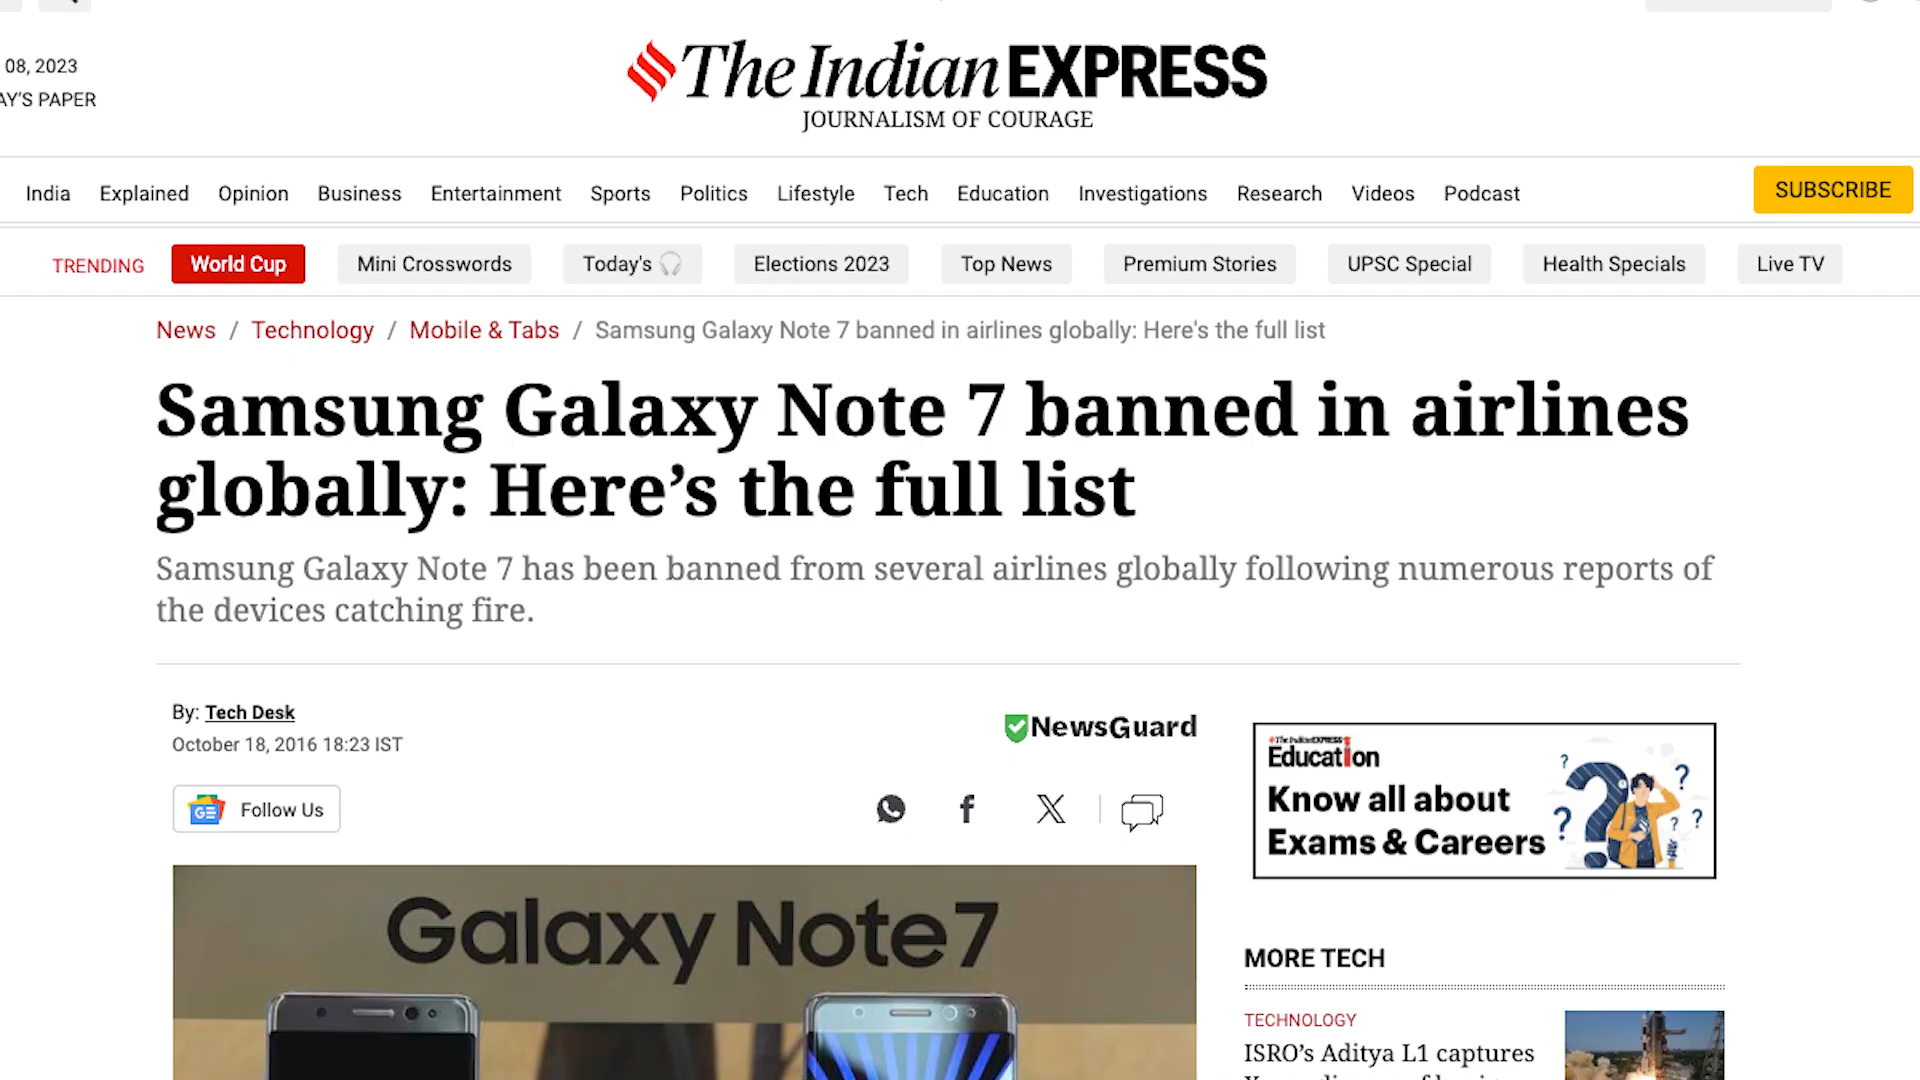 08, 2023
AY'S PAPER
The Indian EXPRESS
JOURNALISM OF COURAGE
India Explained Opinion Business Entertainment Sports Politics Lifestyle Tech Education Investigations Research Videos Podcast SUBSCRIBE
TRENDING World Cup Mini Crosswords Today's Elections 2023 Top News Premium Stories UPSC Special Health Specials Live TV
News / Technology / Mobile & Tabs / Samsung Galaxy Note 7 banned in airlines globally: Here's the full list
Samsung Galaxy Note 7 banned in airlines
globally: Here’s the full list
Samsung Galaxy Note 7 has been banned from several airlines globally following numerous reports of
the devices catching fire.
By: Tech Desk
October 18, 2016 18:23 IST
NewsGuard
GE Follow Us
The Indian EXPRESS
Education
Know all about
Exams & Careers
Galaxy Note7
MORE TECH
TECHNOLOGY
ISRO’s Aditya L1 captures